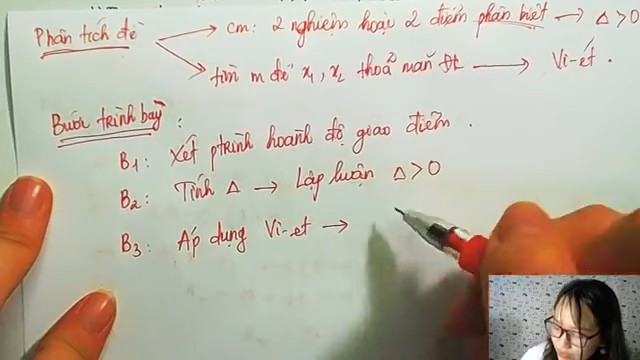 Phân tích đề → cm: 2 nghiệm hoặc 2 điểm phân biệt → Δ > 0
→ tìm m để x₁, x₂ thoả mãn đk → Vi-ét.
Bước trình bày:
B₁: Xét ptrình hoành độ giao điểm.
B₂: Tính Δ → Lập luận Δ > 0
B₃: Áp dụng Vi-et →